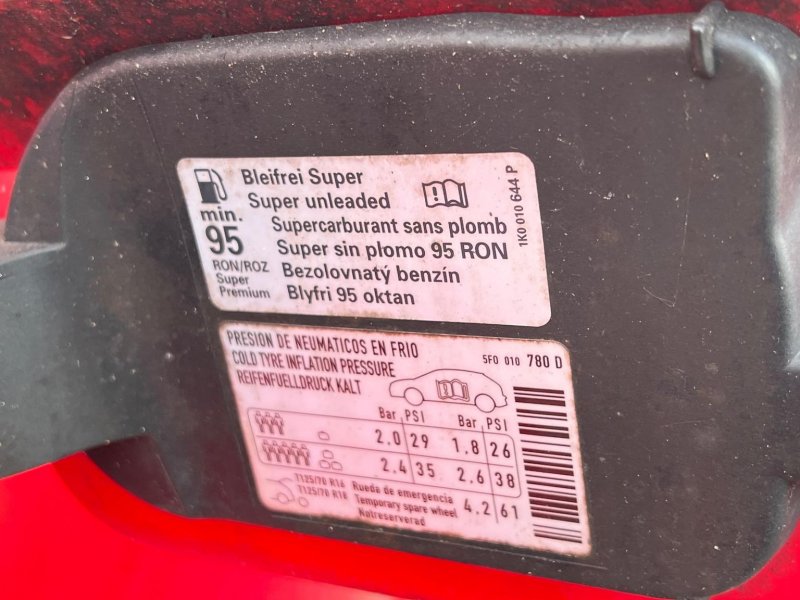 Bleifrei Super
Super unleaded
Supercarburant sans plomb
Super sin plomo 95 RON
Bezolovnatý benzín
Blyfri 95 oktan
min.
95
RON/ROZ
Super
Premium
1K0 010 644 P
PRESION DE NEUMATICOS EN FRIO
COLD TYRE INFLATION PRESSURE
REIFENFUELLDRUCK KALT
5F0 010 780 D
Bar PSI Bar PSI
2.0 29 1.8 26
2.4 35 2.6 38
T125/70 R16
T125/70 R18
Rueda de emergencia
Temporary spare wheel
Notreserverad
4.2 61